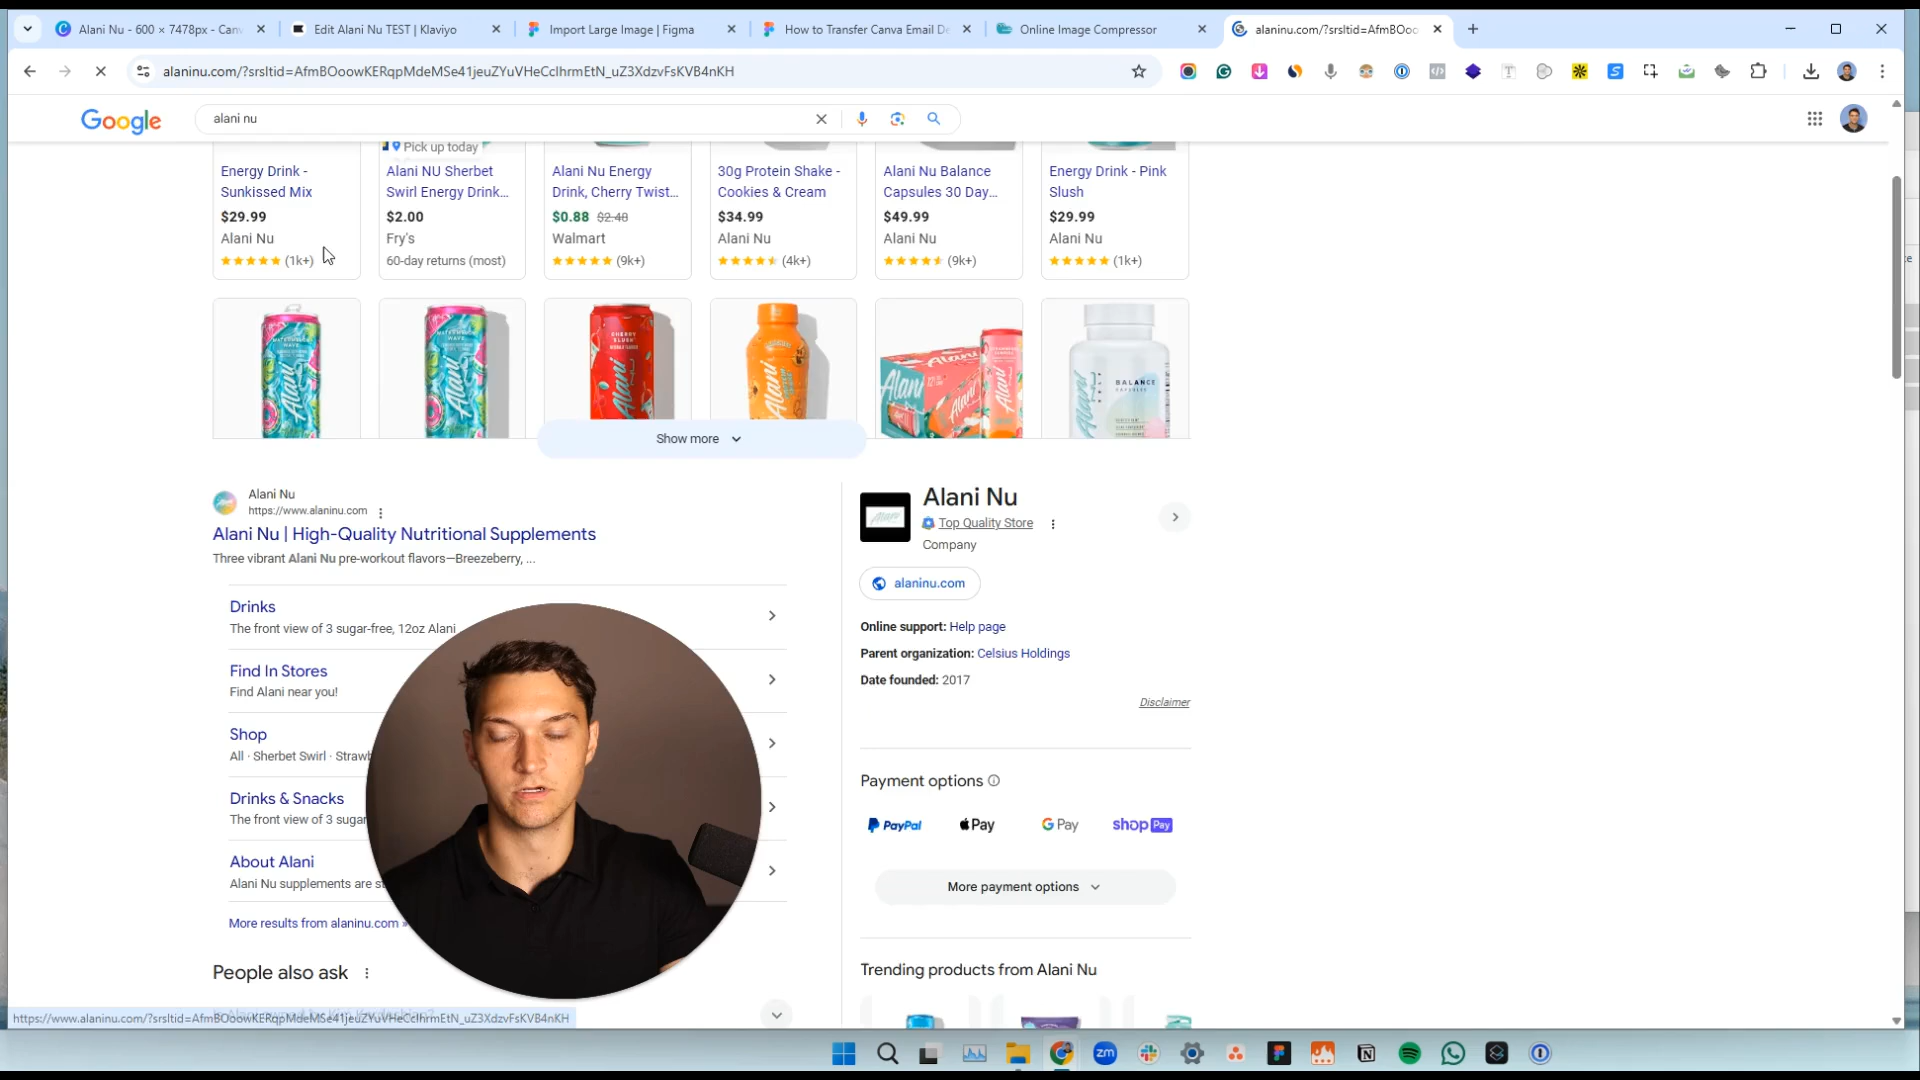 Alani Nu - 600 × 7478px - Can
Edit Alani Nu TEST | Klaviyo
Import Large Image | Figma
How to Transfer Canva Email De
Online Image Compressor
alaninu.com/?srsltid=AfmBOoo
alaninu.com/?srsltid=AfmBOoowKERqpMdeMSe41jeuZYuVHeCclhrmEtN_uZ3XdzvFsKVB4nKH
Google
alani nu
Pick up today
Energy Drink -
Sunkissed Mix
$29.99
Alani Nu
(1k+)
Alani NU Sherbet
Swirl Energy Drink...
$2.00
Fry's
60-day returns (most)
Alani Nu Energy
Drink, Cherry Twist...
$0.88 $2.48
Walmart
(9k+)
30g Protein Shake -
Cookies & Cream
$34.99
Alani Nu
(4k+)
Alani Nu Balance
Capsules 30 Day...
$49.99
Alani Nu
(9k+)
Energy Drink - Pink
Slush
$29.99
Alani Nu
(1k+)
Alani
Alani
Alani
Alani
Alani
Alani
BALANCE
Show more
Alani Nu
https://www.alaninu.com
Alani Nu | High-Quality Nutritional Supplements
Three vibrant Alani Nu pre-workout flavors—Breezeberry, ...
Drinks
The front view of 3 sugar-free, 12oz Alani
Find In Stores
Find Alani near you!
Shop
All · Sherbet Swirl · Strawb
Drinks & Snacks
The front view of 3 sugar
About Alani
Alani Nu supplements are st
More results from alaninu.com »
People also ask
Alani Nu
Top Quality Store
Company
alaninu.com
Online support: Help page
Parent organization: Celsius Holdings
Date founded: 2017
Disclaimer
Payment options
PayPal
Pay
G Pay
shop Pay
More payment options
Trending products from Alani Nu
https://www.alaninu.com/?srsltid=AfmBOoowKERqpMdeMSe41jeuZYuVHeCclhrmEtN_uZ3XdzvFsKVB4nKH